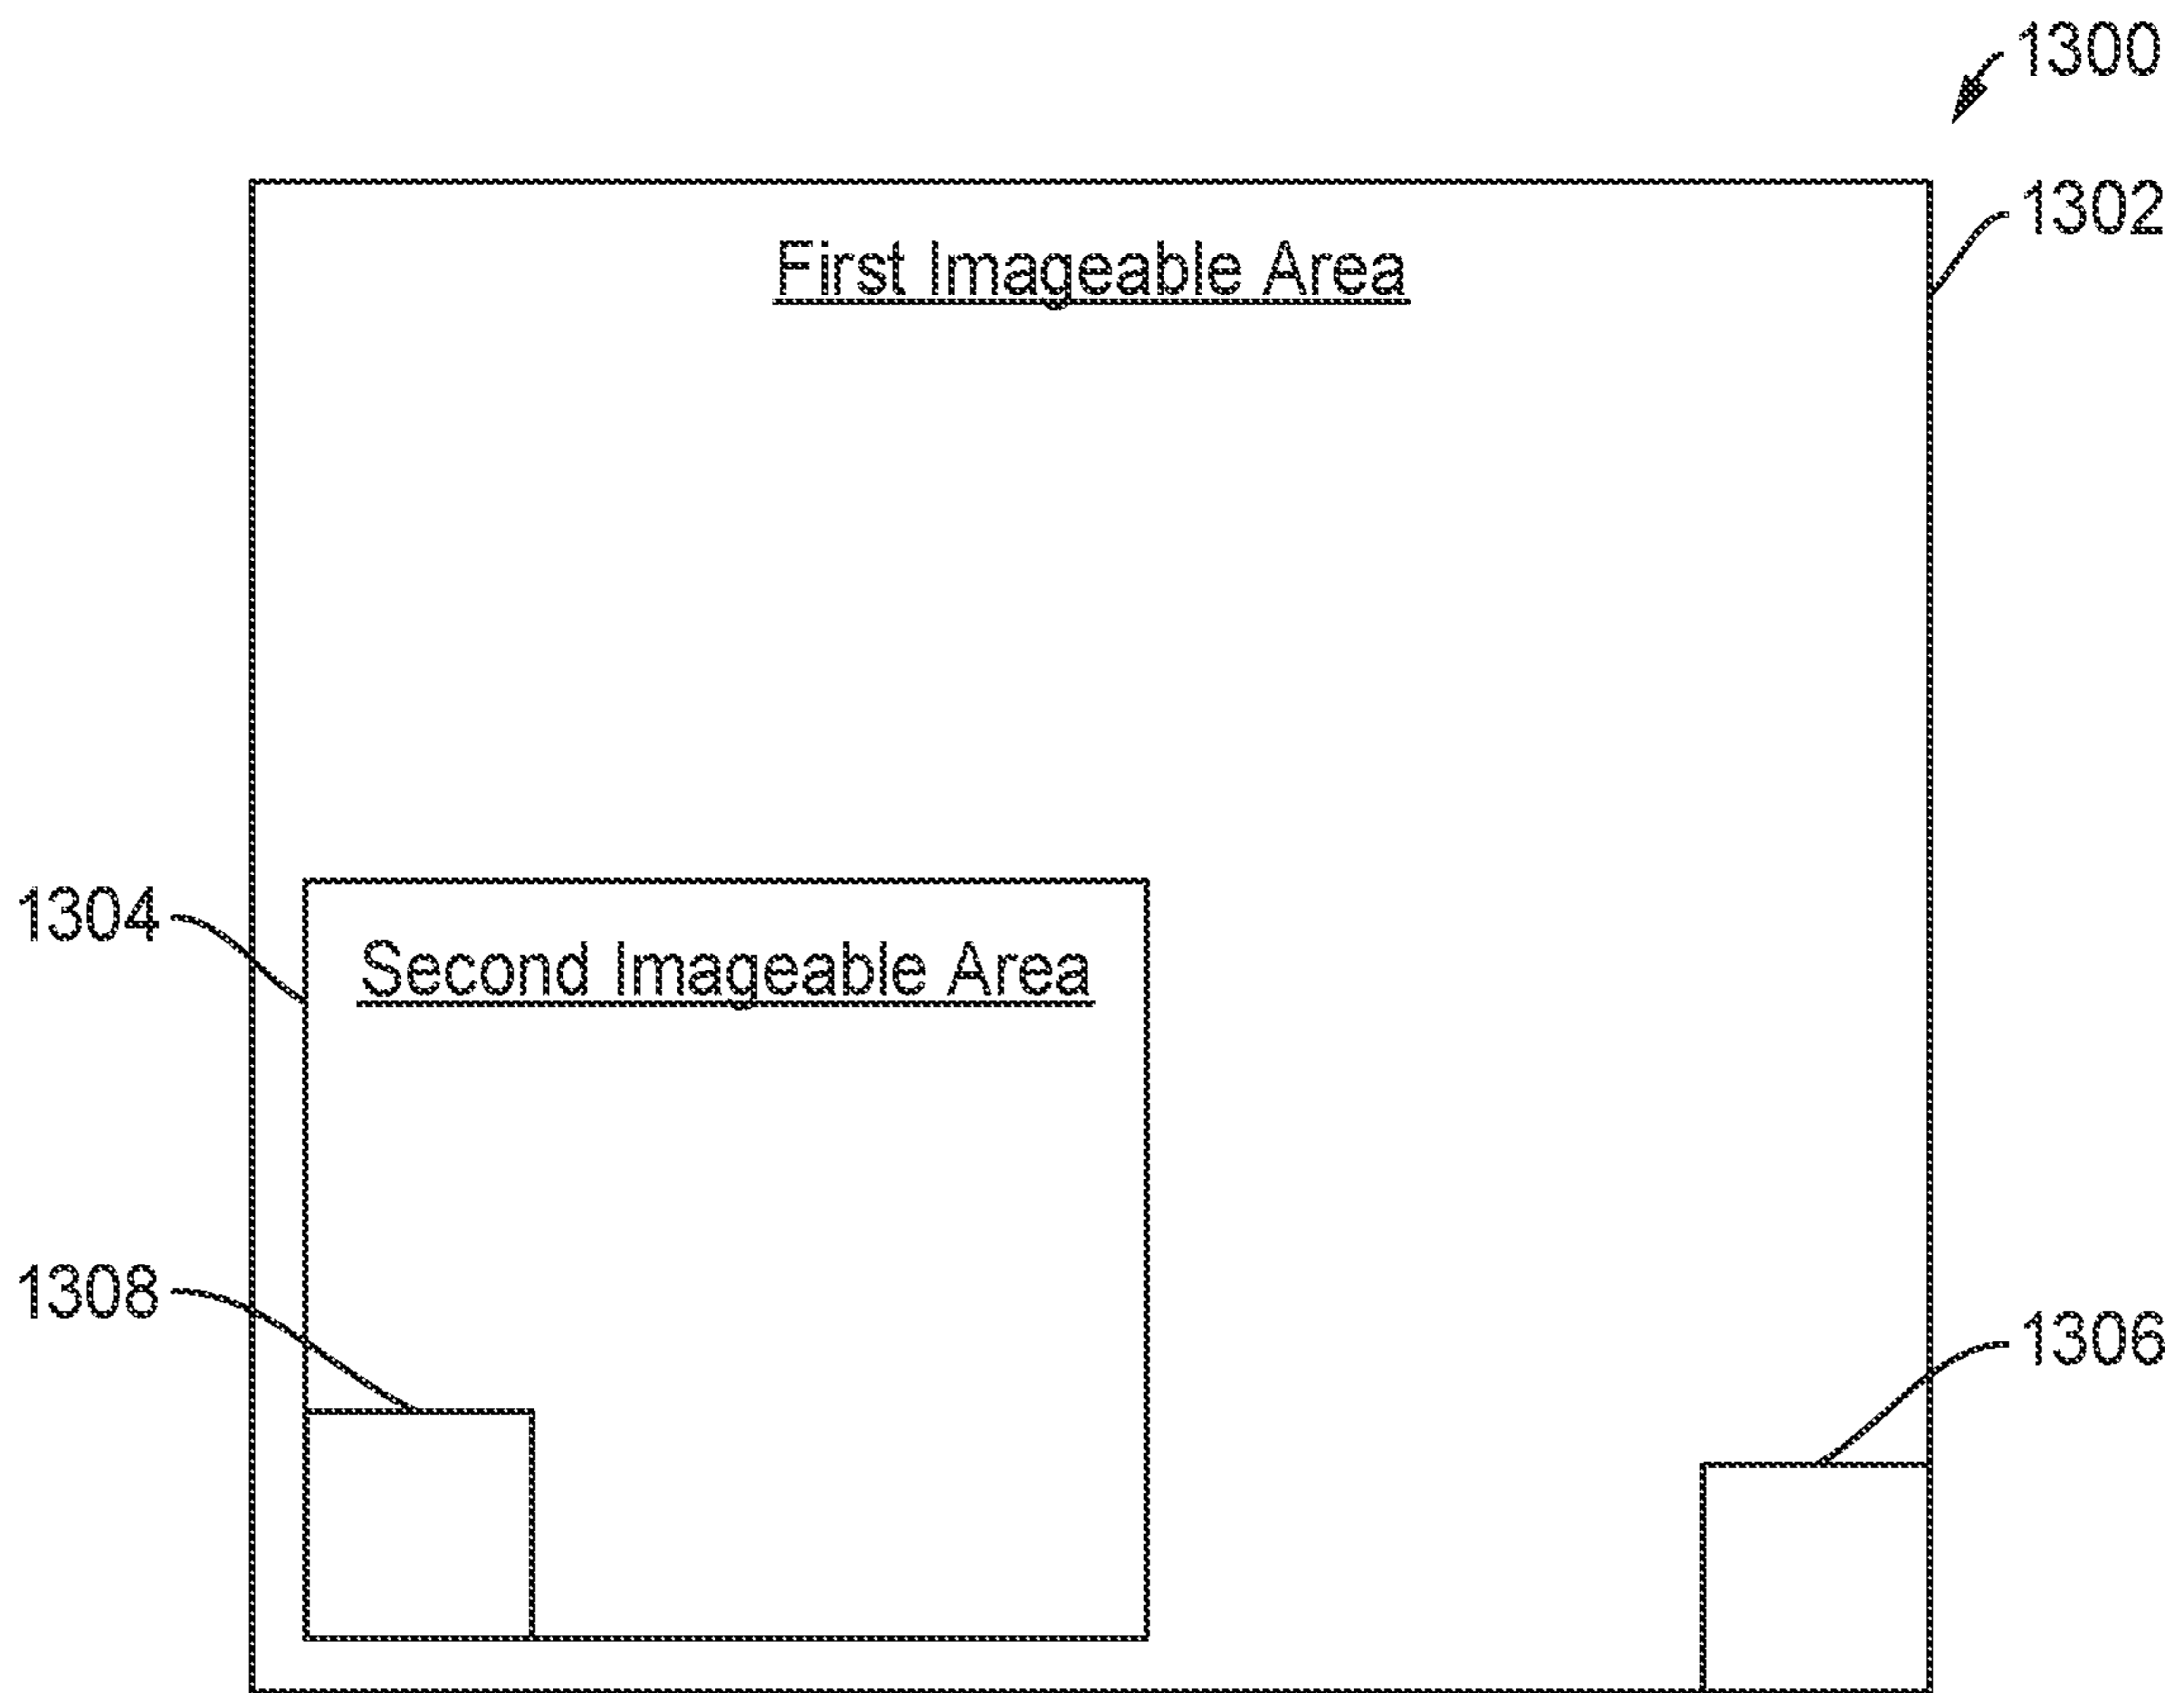 1300
1302
First Imageable Area
1304
Second Imageable Area
1308
1306